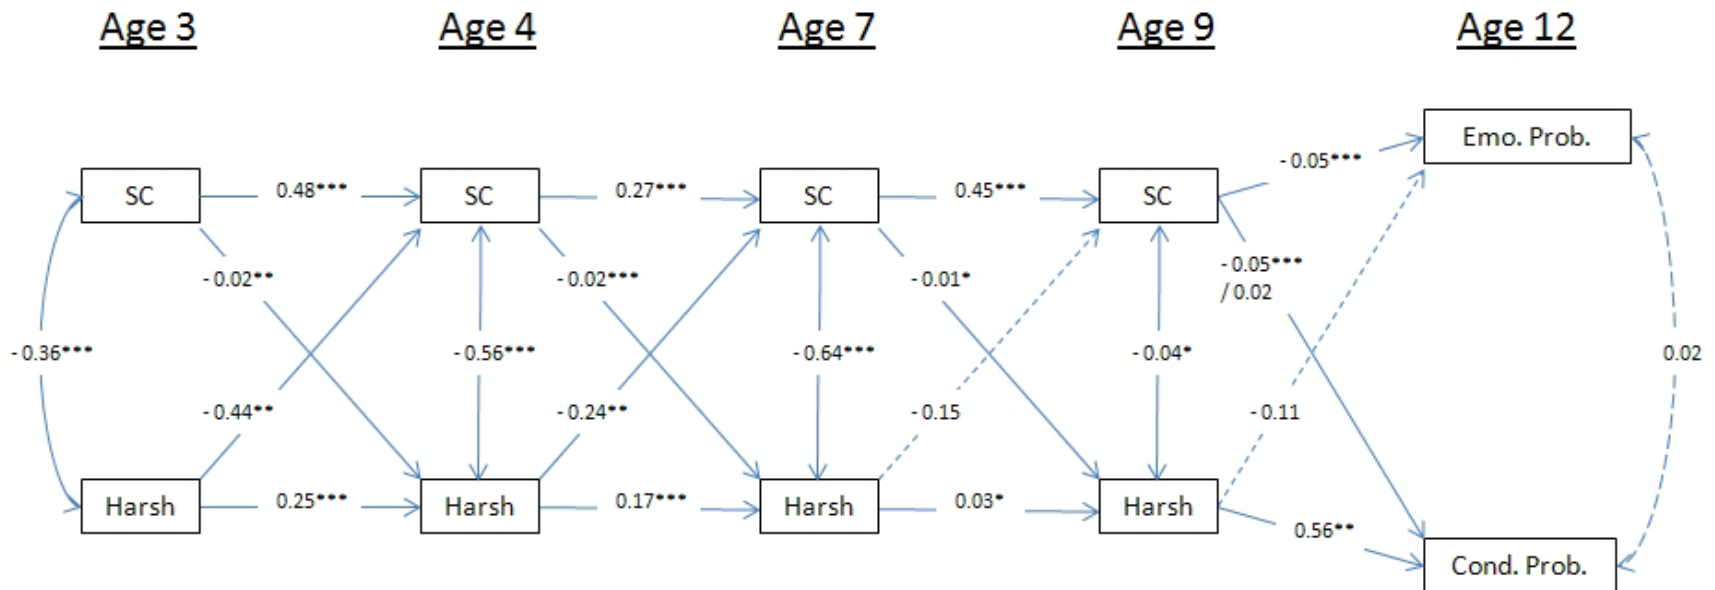 Age 3 Age 4 Age 7 Age 9 Age 12
Emo. Prob.
- 0.05***
SC 0.48*** SC 0.27*** SC 0.45*** SC
- 0.02** - 0.02*** - 0.01* - 0.05***
/ 0.02
- 0.36*** - 0.56*** - 0.64*** - 0.04* 0.02
- 0.44** - 0.24** - 0.15 - 0.11
Harsh 0.25*** Harsh 0.17*** Harsh 0.03* Harsh
0.56**
Cond. Prob.